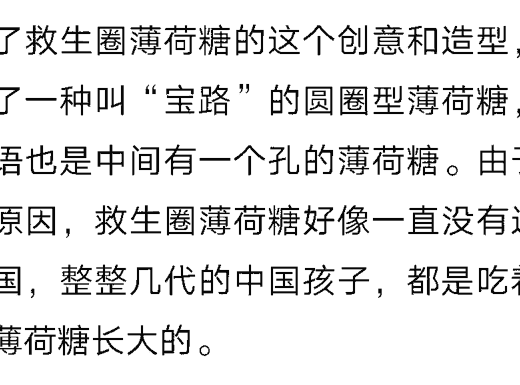 了救生圈薄荷糖的这个创意和造型，
了一种叫“宝路”的圆圈型薄荷糖，
语也是中间有一个孔的薄荷糖。由
原因，救生圈薄荷糖好像一直没有
国，整整几代的中国孩子，都是吃
薄荷糖长大的。